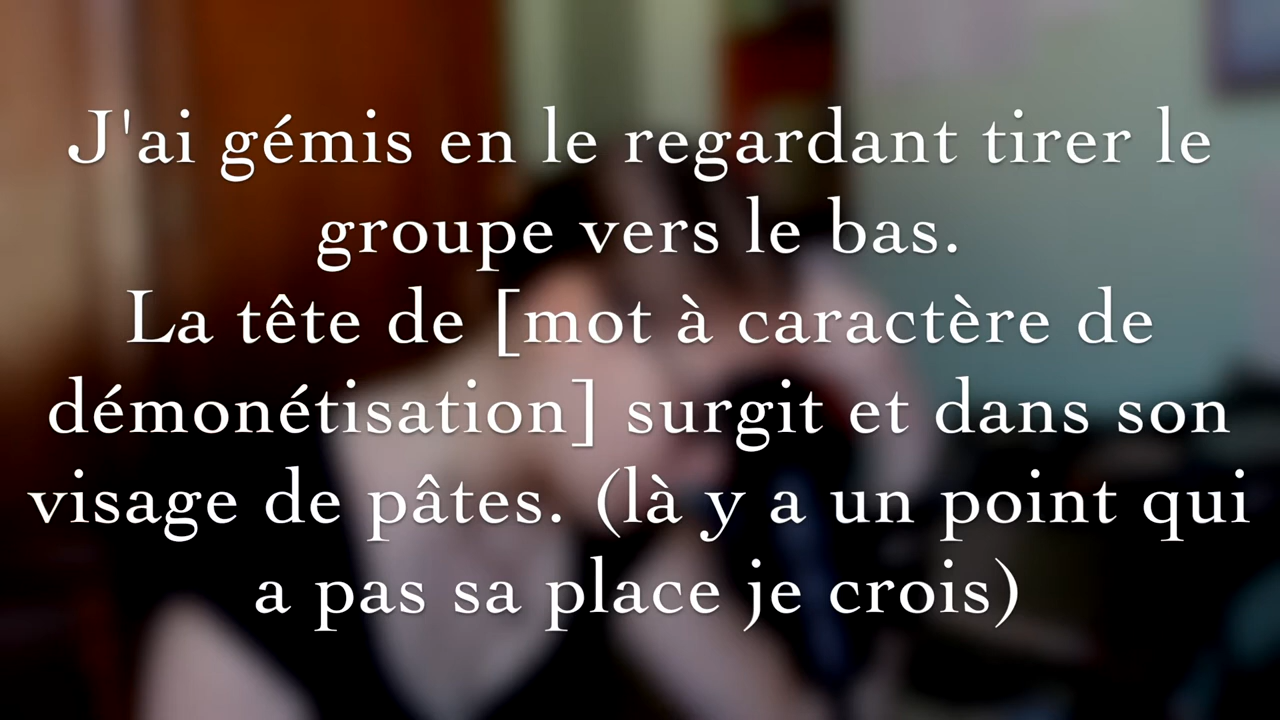 J'ai gémis en le regardant tirer le
groupe vers le bas.
La tête de [mot à caractère de
démonétisation] surgit et dans son
visage de pâtes. (là y a un point qui
a pas sa place je crois)